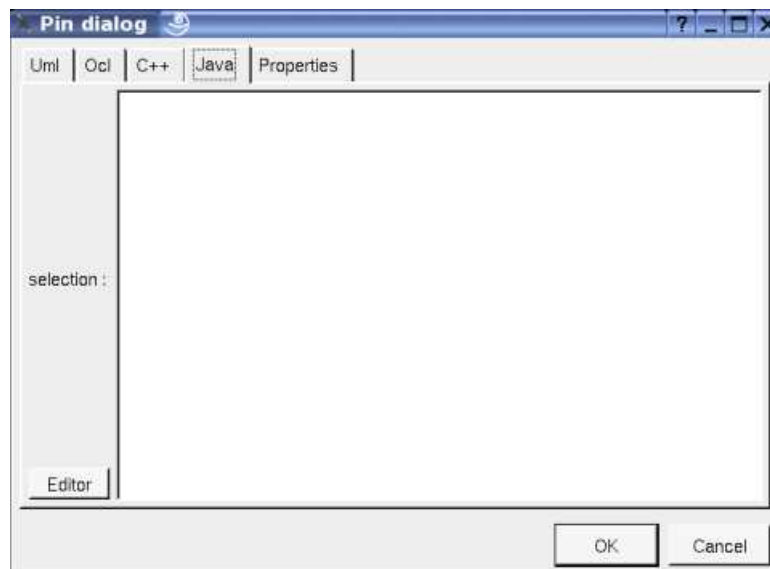 Pin dialog ?
Uml Ocl C++ Java Properties
selection :
Editor
OK Cancel